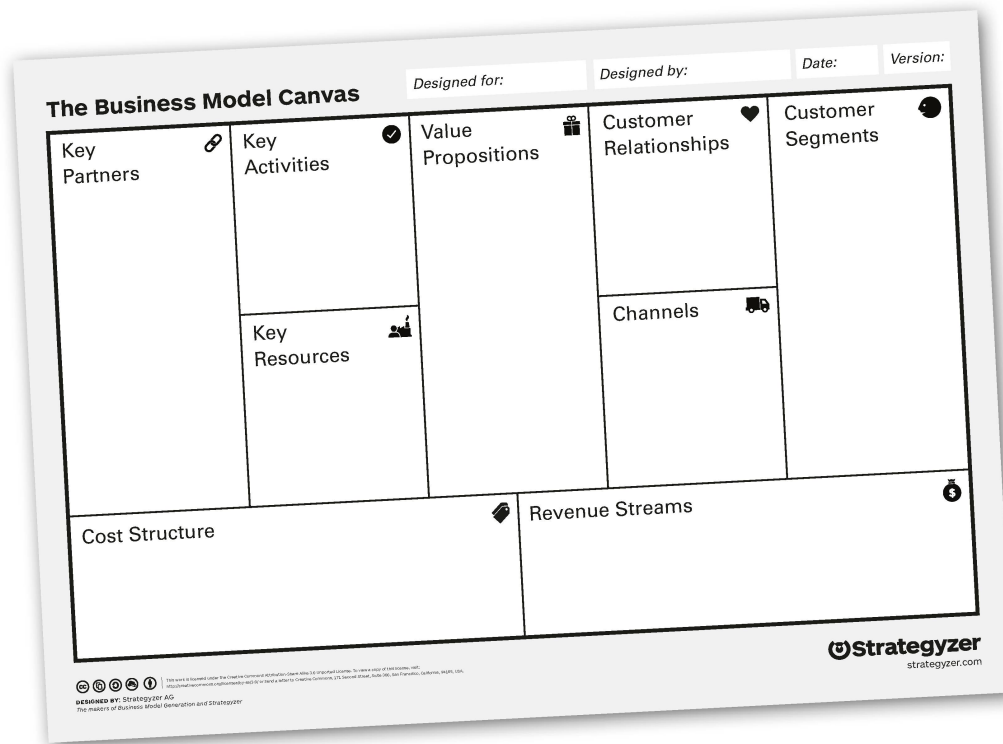 The Business Model Canvas
Designed for:
Designed by:
Date:
Version:
Key
Partners
Key
Activities
Key
Resources
Value
Propositions
Customer
Relationships
Channels
Customer
Segments
Cost Structure
Revenue Streams
Strategyzer
strategyzer.com
DESIGNED BY: Strategyzer AG
The makers of Business Model Generation and Strategyzer